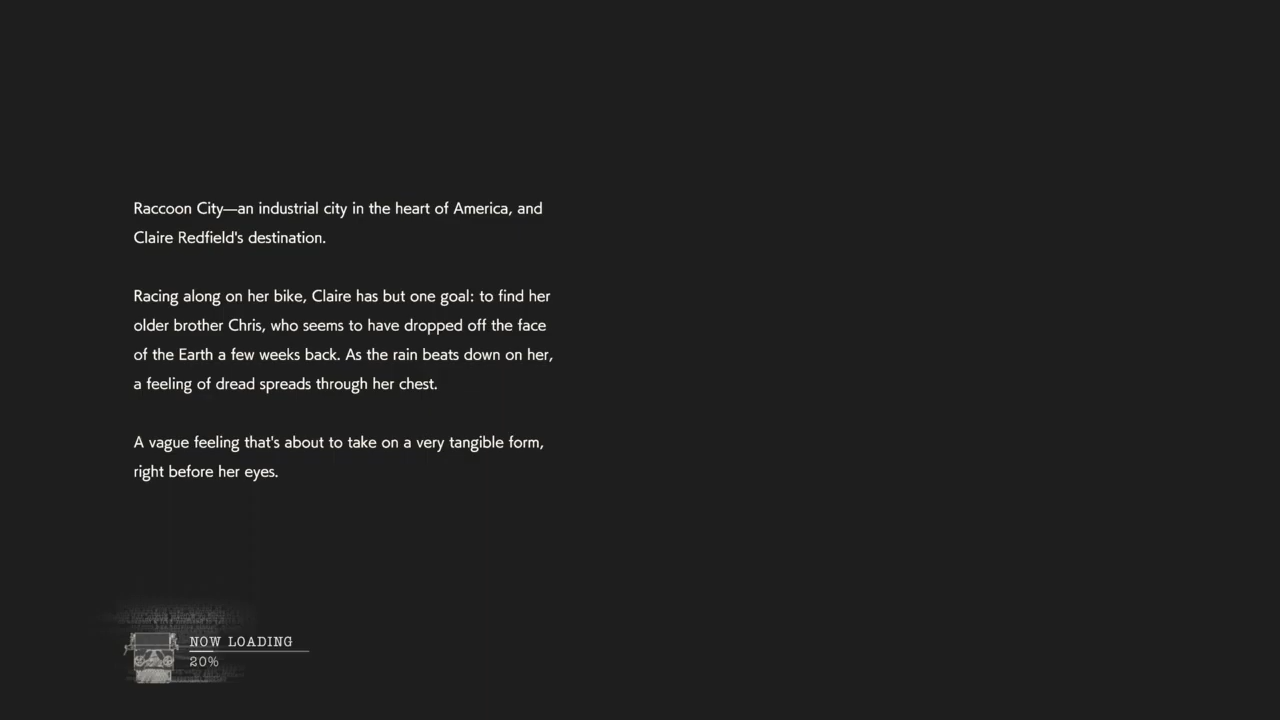 Raccoon City—an industrial city in the heart of America, and
Claire Redfield's destination.
Racing along on her bike, Claire has but one goal: to find her
older brother Chris, who seems to have dropped off the face
of the Earth a few weeks back. As the rain beats down on her,
a feeling of dread spreads through her chest.
A vague feeling that's about to take on a very tangible form,
right before her eyes.
NOW LOADING
20%